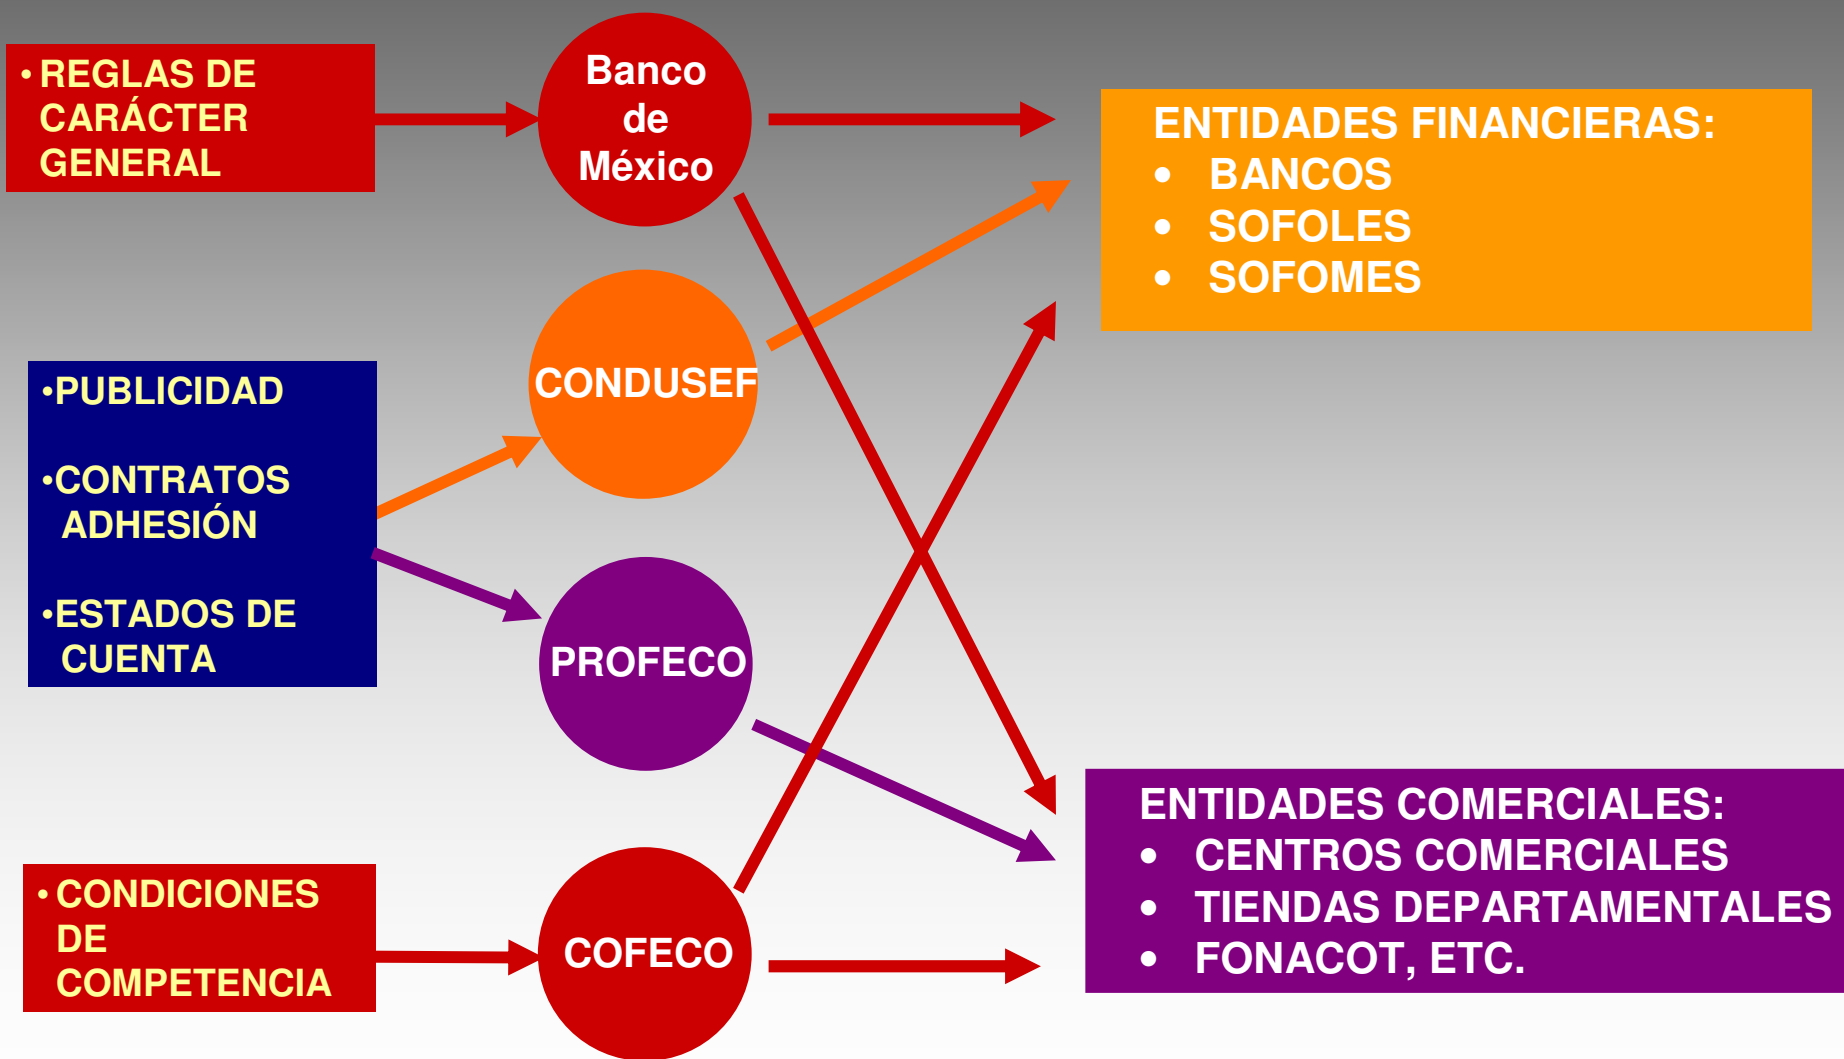 • REGLAS DE
CARÁCTER
GENERAL
Banco
de
México
ENTIDADES FINANCIERAS:
• BANCOS
• SOFOLES
• SOFOMES
CONDUSEF
•PUBLICIDAD
•CONTRATOS
ADHESIÓN
•ESTADOS DE
CUENTA
PROFECO
ENTIDADES COMERCIALES:
• CENTROS COMERCIALES
• TIENDAS DEPARTAMENTALES
• FONACOT, ETC.
• CONDICIONES
DE
COMPETENCIA
COFECO